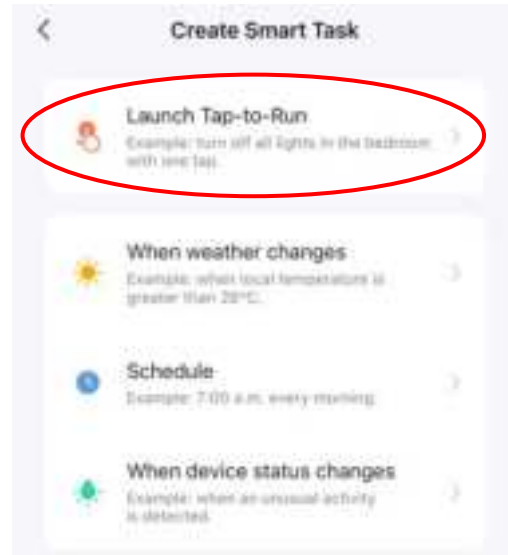 Create Smart Task
Launch Tap-to-Run
Example: turn off all lights in the bedroom
with one tap.
When weather changes
Example: when local temperature is
greater than 28°C.
Schedule
Example: 7:00 a.m. every morning.
When device status changes
Example: when an unusual activity
is detected.